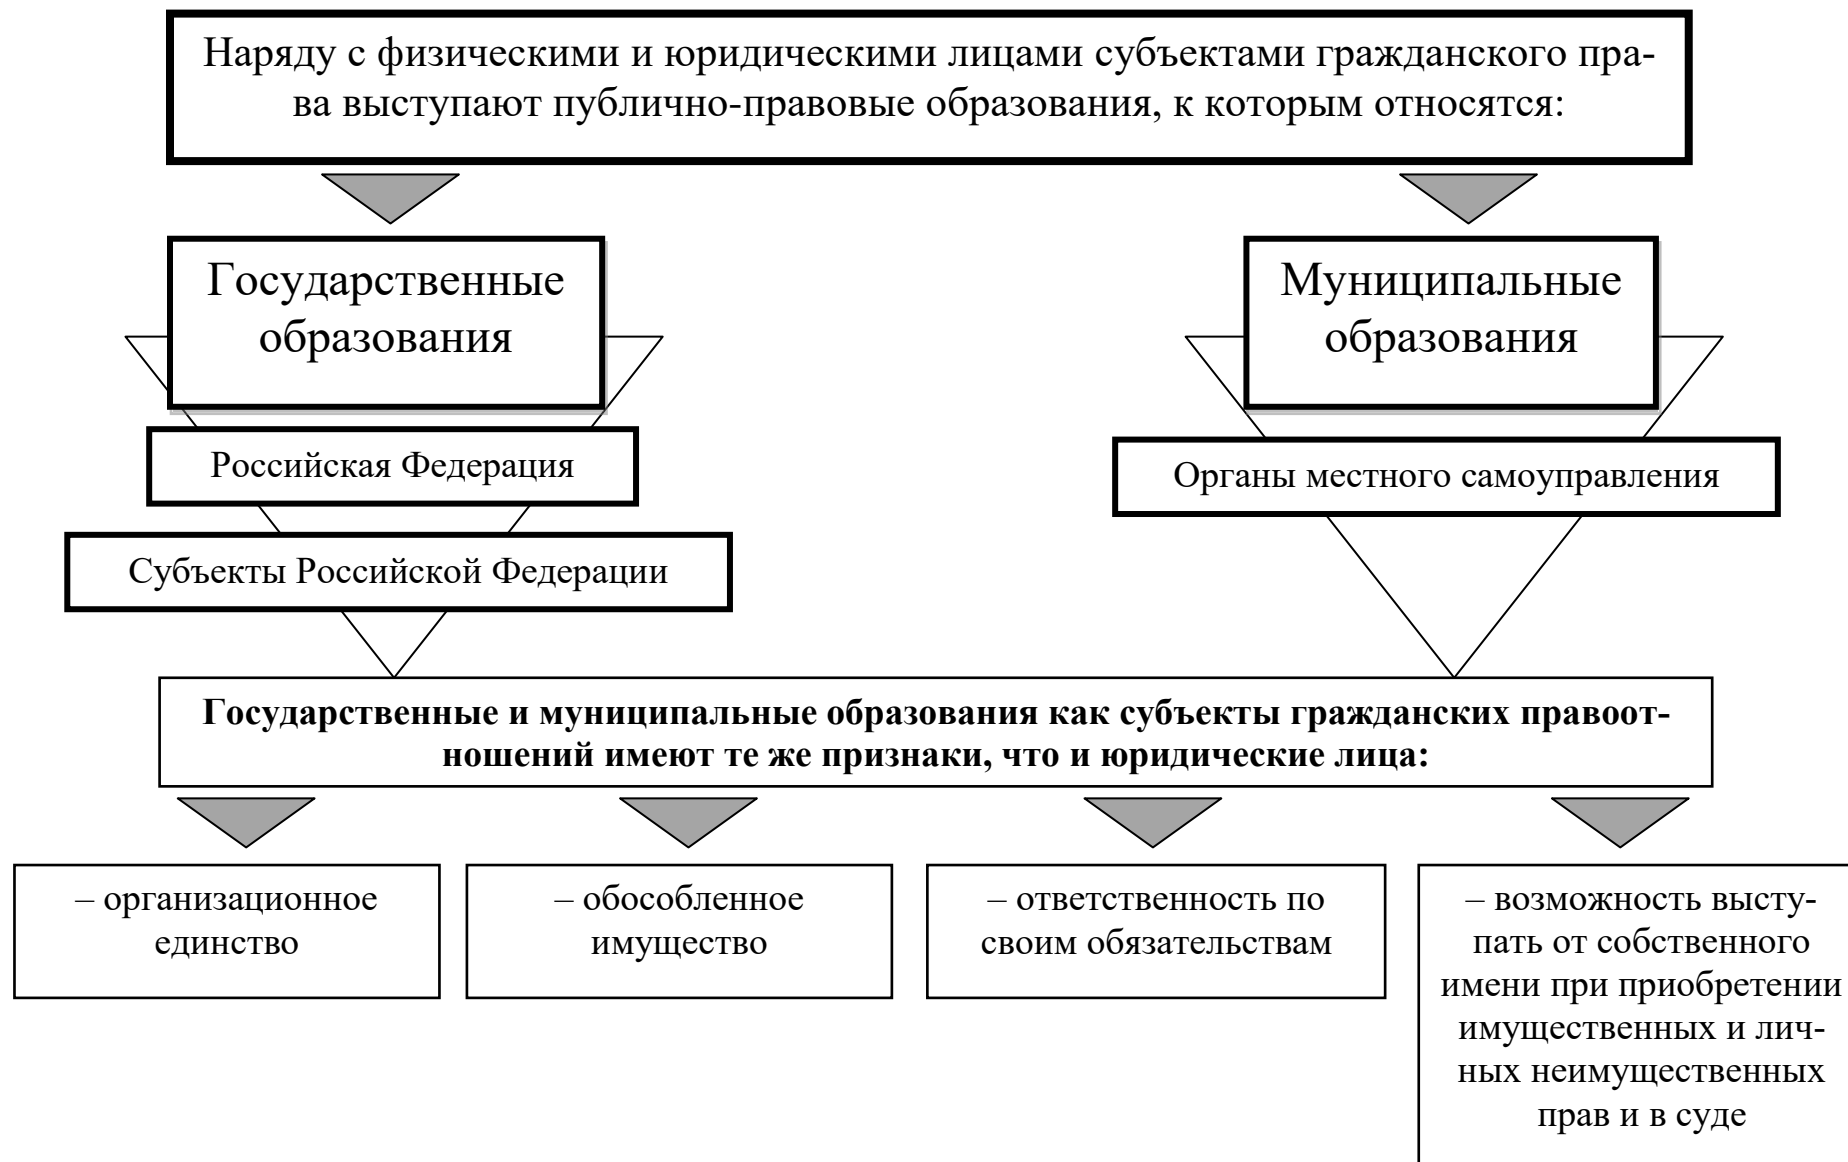 Наряду с физическими и юридическими лицами субъектами гражданского пра-
ва выступают публично-правовые образования, к которым относятся:
Государственные
образования
Российская Федерация
Субъекты Российской Федерации
Муниципальные
образования
Органы местного самоуправления
Государственные и муниципальные образования как субъекты гражданских правоот-
ношений имеют те же признаки, что и юридические лица:
– организационное
единство
– обособленное
имущество
– ответственность по
своим обязательствам
– возможность высту-
пать от собственного
имени при приобретении
имущественных и лич-
ных неимущественных
прав и в суде